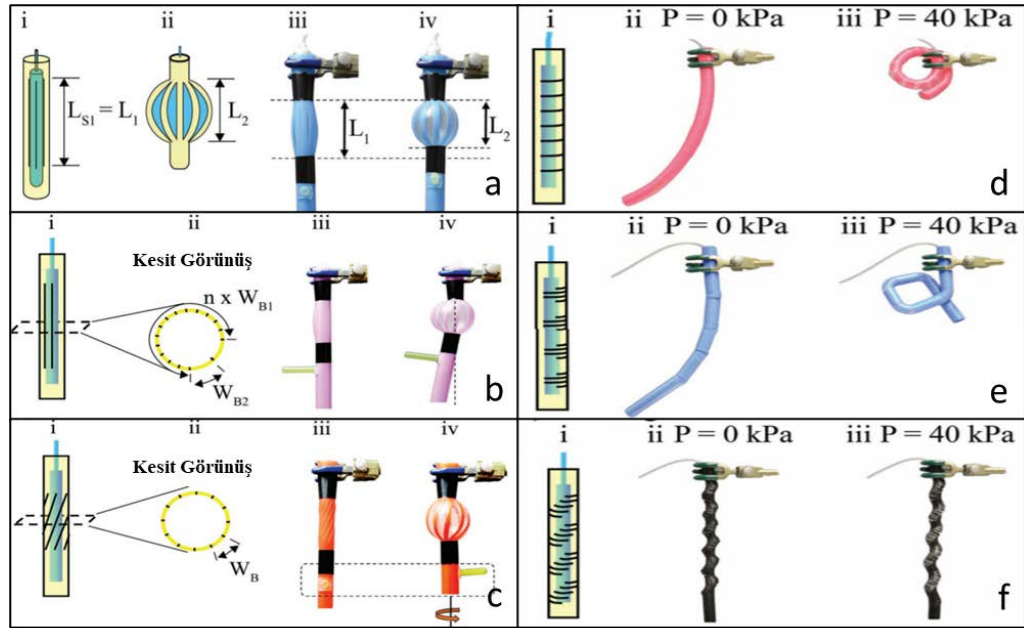 i ii iii iv
L_S1 = L_1
L_2
L_1
L_2
a
i ii iii iv
Kesit Görünüş
n x W_B1
W_B2
b
i ii iii iv
Kesit Görünüş
W_B
c
i ii P = 0 kPa iii P = 40 kPa
d
i ii P = 0 kPa iii P = 40 kPa
e
i ii P = 0 kPa iii P = 40 kPa
f